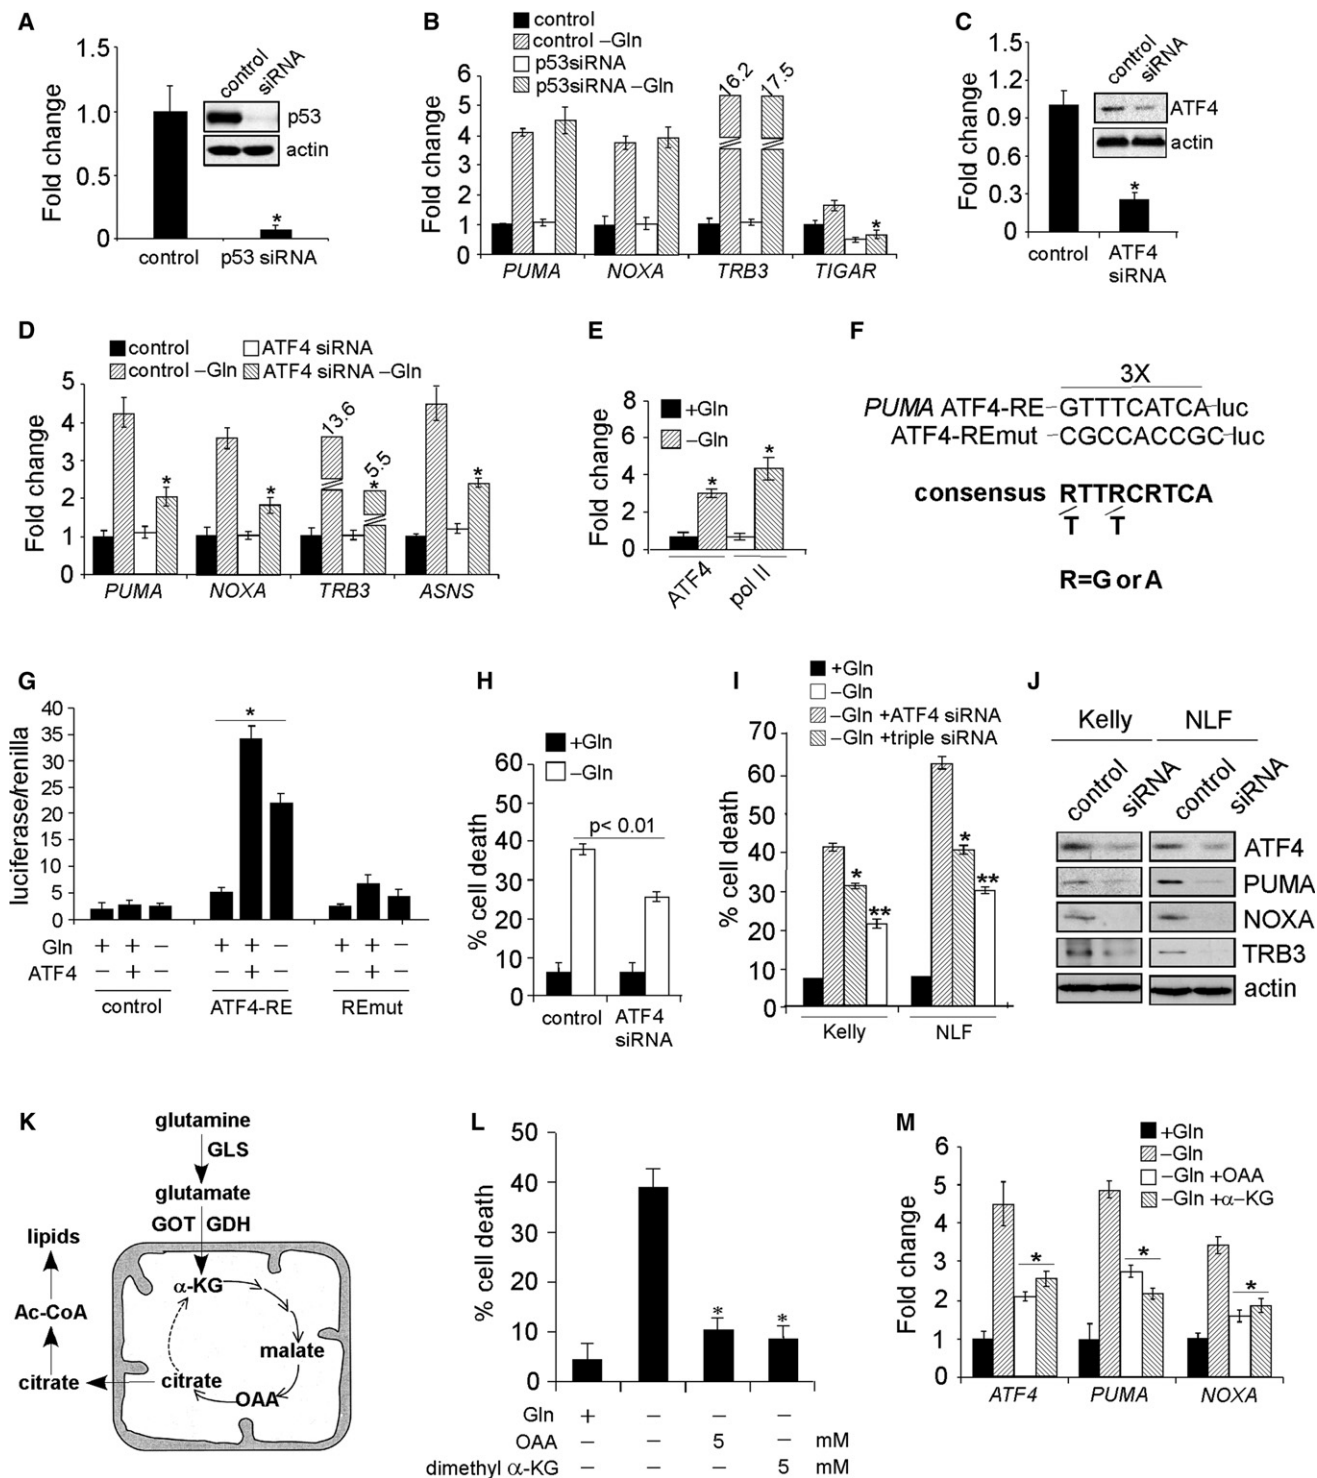 A
1.5
1.0
0.5
0
Fold change
control
siRNA
p53
actin
*
control
p53 siRNA
B
control
control –Gln
p53siRNA
p53siRNA –Gln
6
5
4
3
2
1
0
Fold change
16.2
17.5
*
PUMA
NOXA
TRB3
TIGAR
C
1.5
1.2
0.9
0.6
0.3
0
Fold change
control
siRNA
ATF4
actin
*
control
ATF4
siRNA
D
control
ATF4 siRNA
control –Gln
ATF4 siRNA –Gln
5
4
3
2
1
0
Fold change
13.6
5.5
*
*
*
*
PUMA
NOXA
TRB3
ASNS
E
+Gln
–Gln
8
6
4
2
0
Fold change
*
*
ATF4
pol II
F
3X
PUMA ATF4-RE–GTTTCATCA–luc
ATF4-REmut –CGCCACCGC–luc
consensus RTTRCRTCA
T T
R=G or A
G
40
35
30
25
20
15
10
5
0
luciferase/renilla
*
Gln + + – + + – + + –
ATF4 – + – – + – – + –
control
ATF4-RE
REmut
H
+Gln
–Gln
60
50
40
30
20
10
0
% cell death
p< 0.01
control
ATF4
siRNA
I
+Gln
–Gln
–Gln +ATF4 siRNA
–Gln +triple siRNA
70
60
50
40
30
20
10
0
% cell death
*
**
*
**
Kelly
NLF
J
Kelly
NLF
control
siRNA
control
siRNA
ATF4
PUMA
NOXA
TRB3
actin
K
glutamine
GLS
glutamate
GOT GDH
lipids
α-KG
Ac-CoA
malate
citrate
citrate
OAA
L
50
40
30
20
10
0
% cell death
*
*
Gln + – – –
OAA – – 5 – mM
dimethyl α-KG – – – 5 mM
M
+Gln
–Gln
–Gln +OAA
–Gln +α–KG
6
5
4
3
2
1
0
Fold change
*
*
*
ATF4
PUMA
NOXA